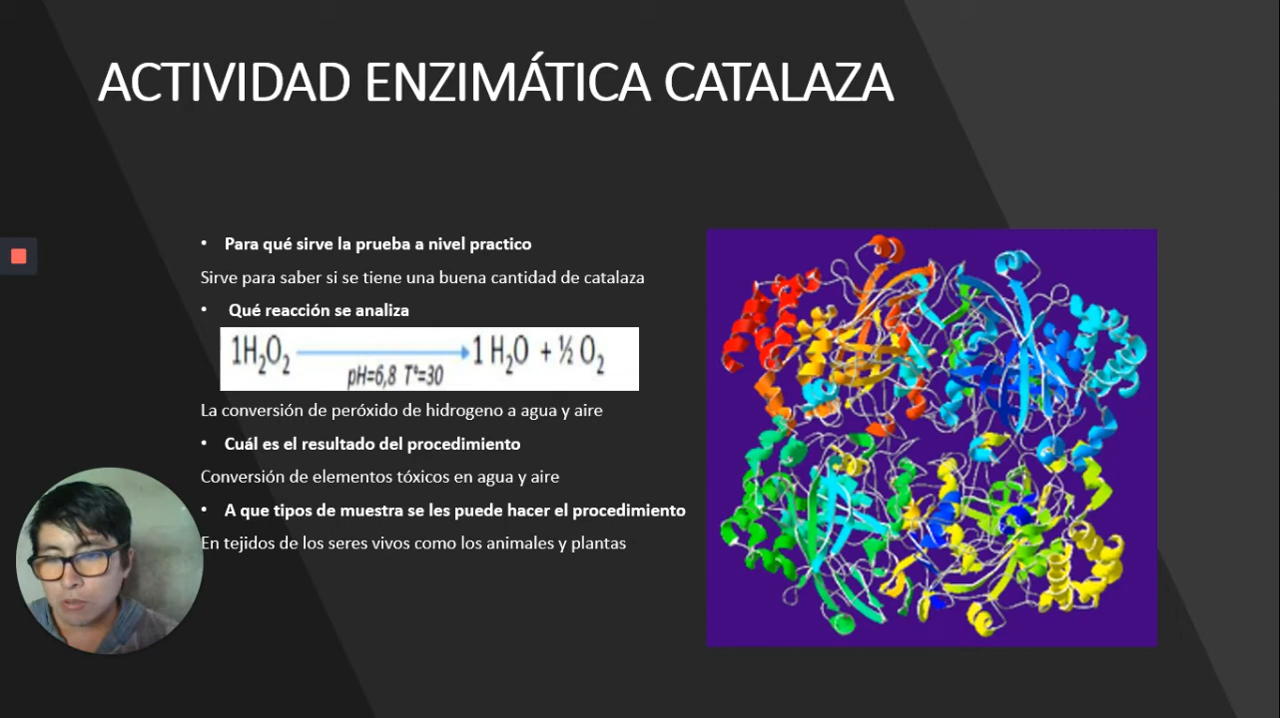 ACTIVIDAD ENZIMÁTICA CATALAZA
• Para qué sirve la prueba a nivel practico
Sirve para saber si se tiene una buena cantidad de catalaza
• Qué reacción se analiza
1H₂O₂ → 1 H₂O + ½ O₂
pH=6,8 Tº=30
La conversión de peróxido de hidrogeno a agua y aire
• Cuál es el resultado del procedimiento
Conversión de elementos tóxicos en agua y aire
• A que tipos de muestra se les puede hacer el procedimiento
En tejidos de los seres vivos como los animales y plantas